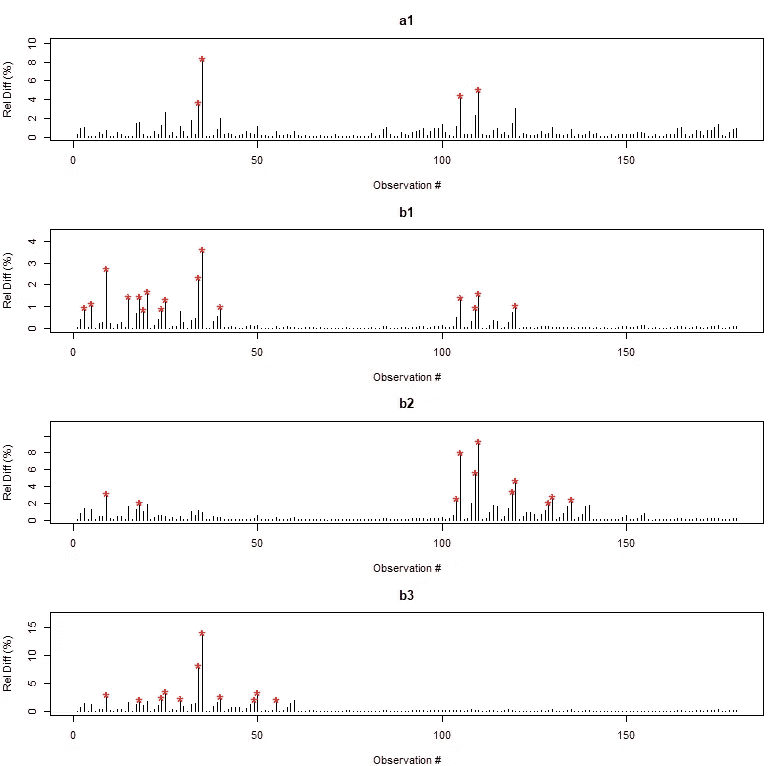 a1
Rel Diff (%)
0 2 4 6 8 10
0 50 100 150
Observation #
b1
Rel Diff (%)
0 1 2 3 4
0 50 100 150
Observation #
b2
Rel Diff (%)
0 2 4 6 8
0 50 100 150
Observation #
b3
Rel Diff (%)
0 5 10 15
0 50 100 150
Observation #